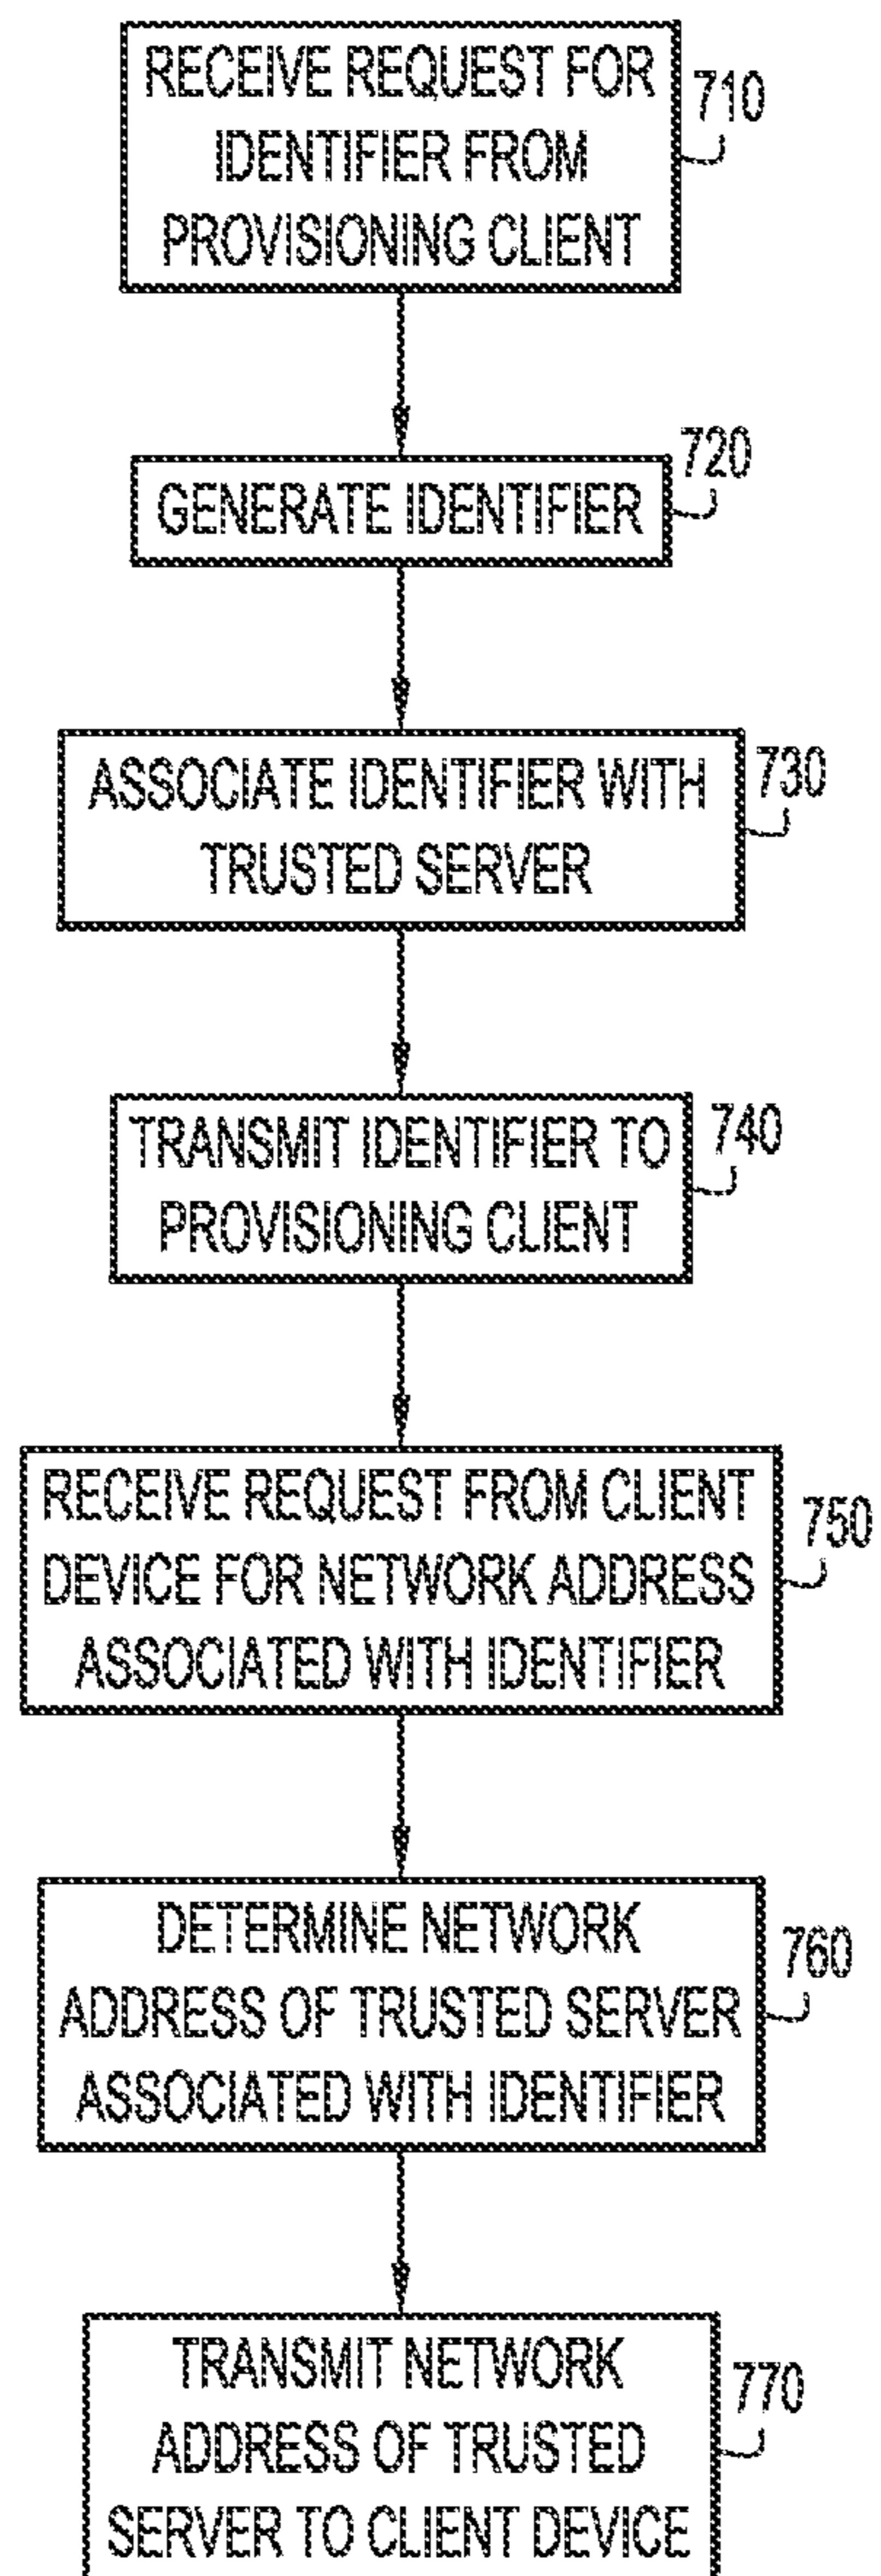 RECEIVE REQUEST FOR
IDENTIFIER FROM
PROVISIONING CLIENT
710
GENERATE IDENTIFIER
720
ASSOCIATE IDENTIFIER WITH
TRUSTED SERVER
730
TRANSMIT IDENTIFIER TO
PROVISIONING CLIENT
740
RECEIVE REQUEST FROM CLIENT
DEVICE FOR NETWORK ADDRESS
ASSOCIATED WITH IDENTIFIER
750
DETERMINE NETWORK
ADDRESS OF TRUSTED SERVER
ASSOCIATED WITH IDENTIFIER
760
TRANSMIT NETWORK
ADDRESS OF TRUSTED
SERVER TO CLIENT DEVICE
770